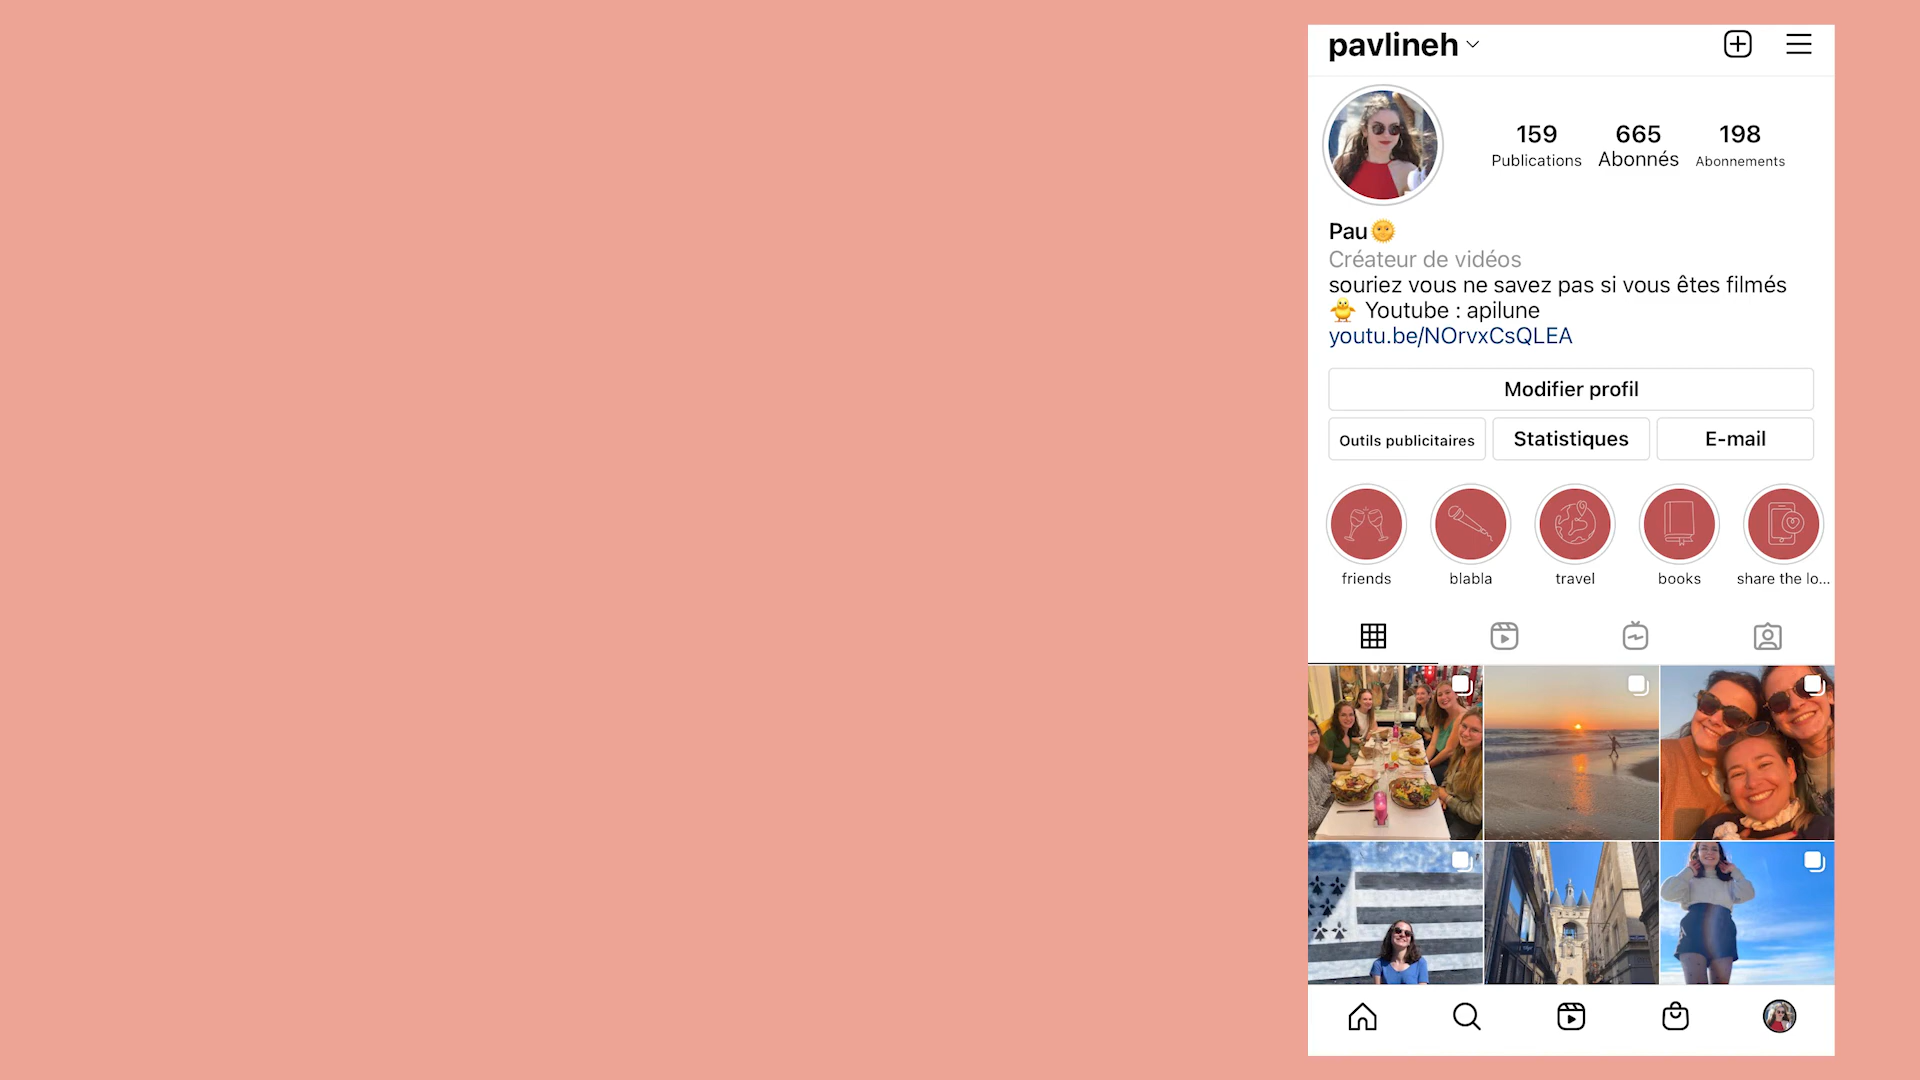 pavlineh
159 665 198
Publications Abonnés Abonnements
Pau🌞
Créateur de vidéos
souriez vous ne savez pas si vous êtes filmés
🐥 Youtube : apilune
youtu.be/NOrvxCsQLEA
Modifier profil
Outils publicitaires Statistiques E-mail
friends blabla travel books share the lo...